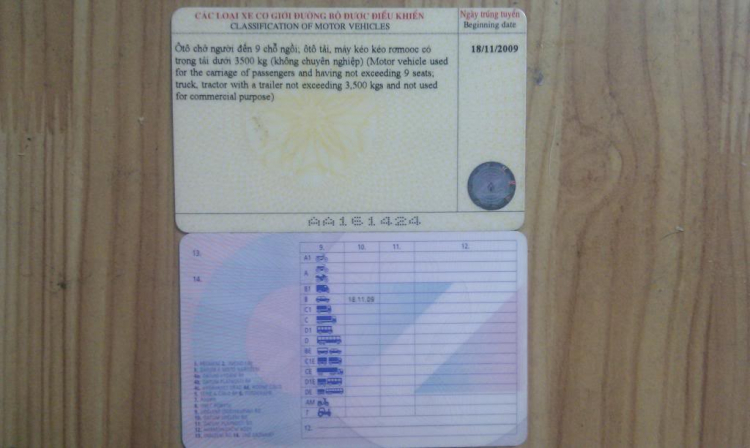 CÁC LOẠI XE CƠ GIỚI ĐƯỜNG BỘ ĐƯỢC ĐIỀU KHIỂN
CLASSIFICATION OF MOTOR VEHICLES
Ngày trúng tuyển
Beginning date
Ôtô chở người đến 9 chỗ ngồi; ôtô tải, máy kéo kéo rơmooc có
trọng tải dưới 3500 kg (không chuyên nghiệp) (Motor vehicle used
for the carriage of passengers and having not exceeding 9 seats;
truck, tractor with a trailer not exceeding 3,500 kgs and not used
for commercial purpose)
18/11/2009
AA161424
13.
14.
9. 10. 11. 12.
A1
A
B1
B 18.11.09
C1
C
D1
D
BE
C1E
CE
D1E
DE
AM
T
12.